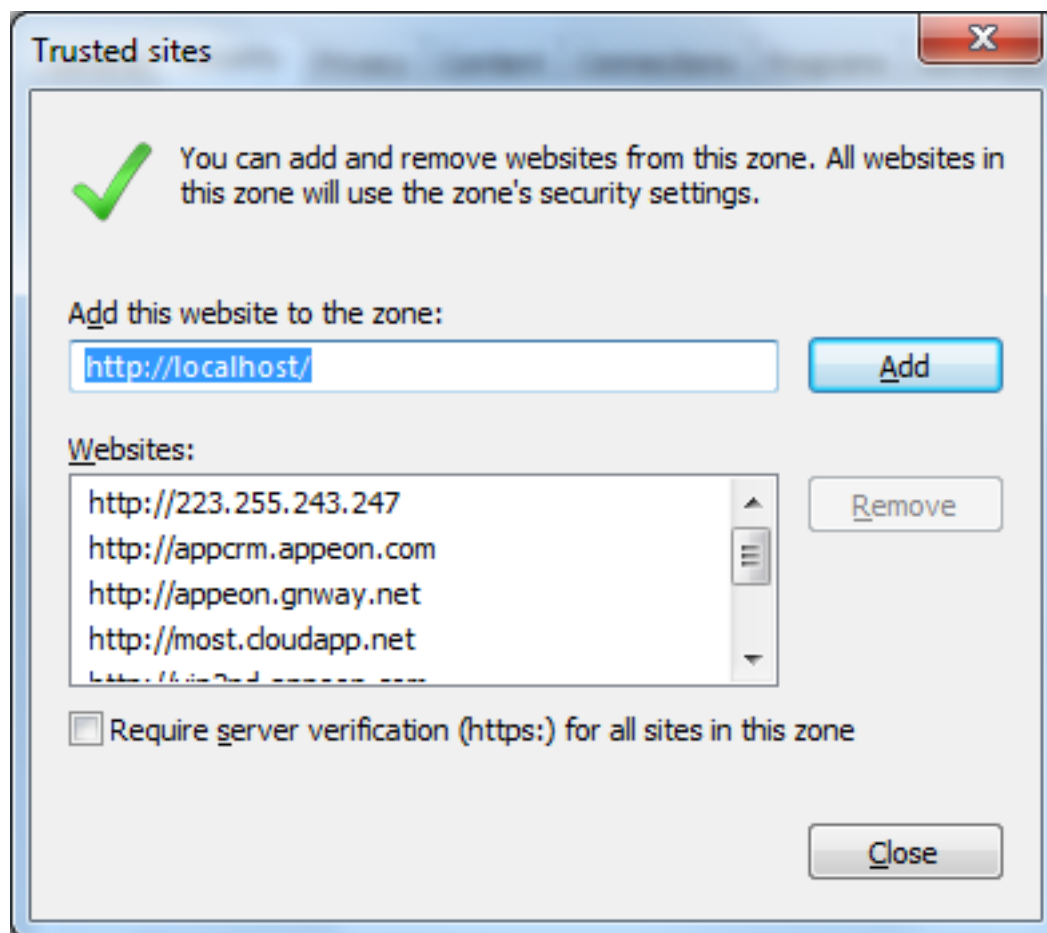 Trusted sites
You can add and remove websites from this zone. All websites in
this zone will use the zone's security settings.
Add this website to the zone:
http://localhost/
Add
Websites:
http://223.255.243.247
Remove
http://appcrm.appeon.com
http://appeon.gnway.net
http://most.cloudapp.net
Require server verification (https:) for all sites in this zone
Close